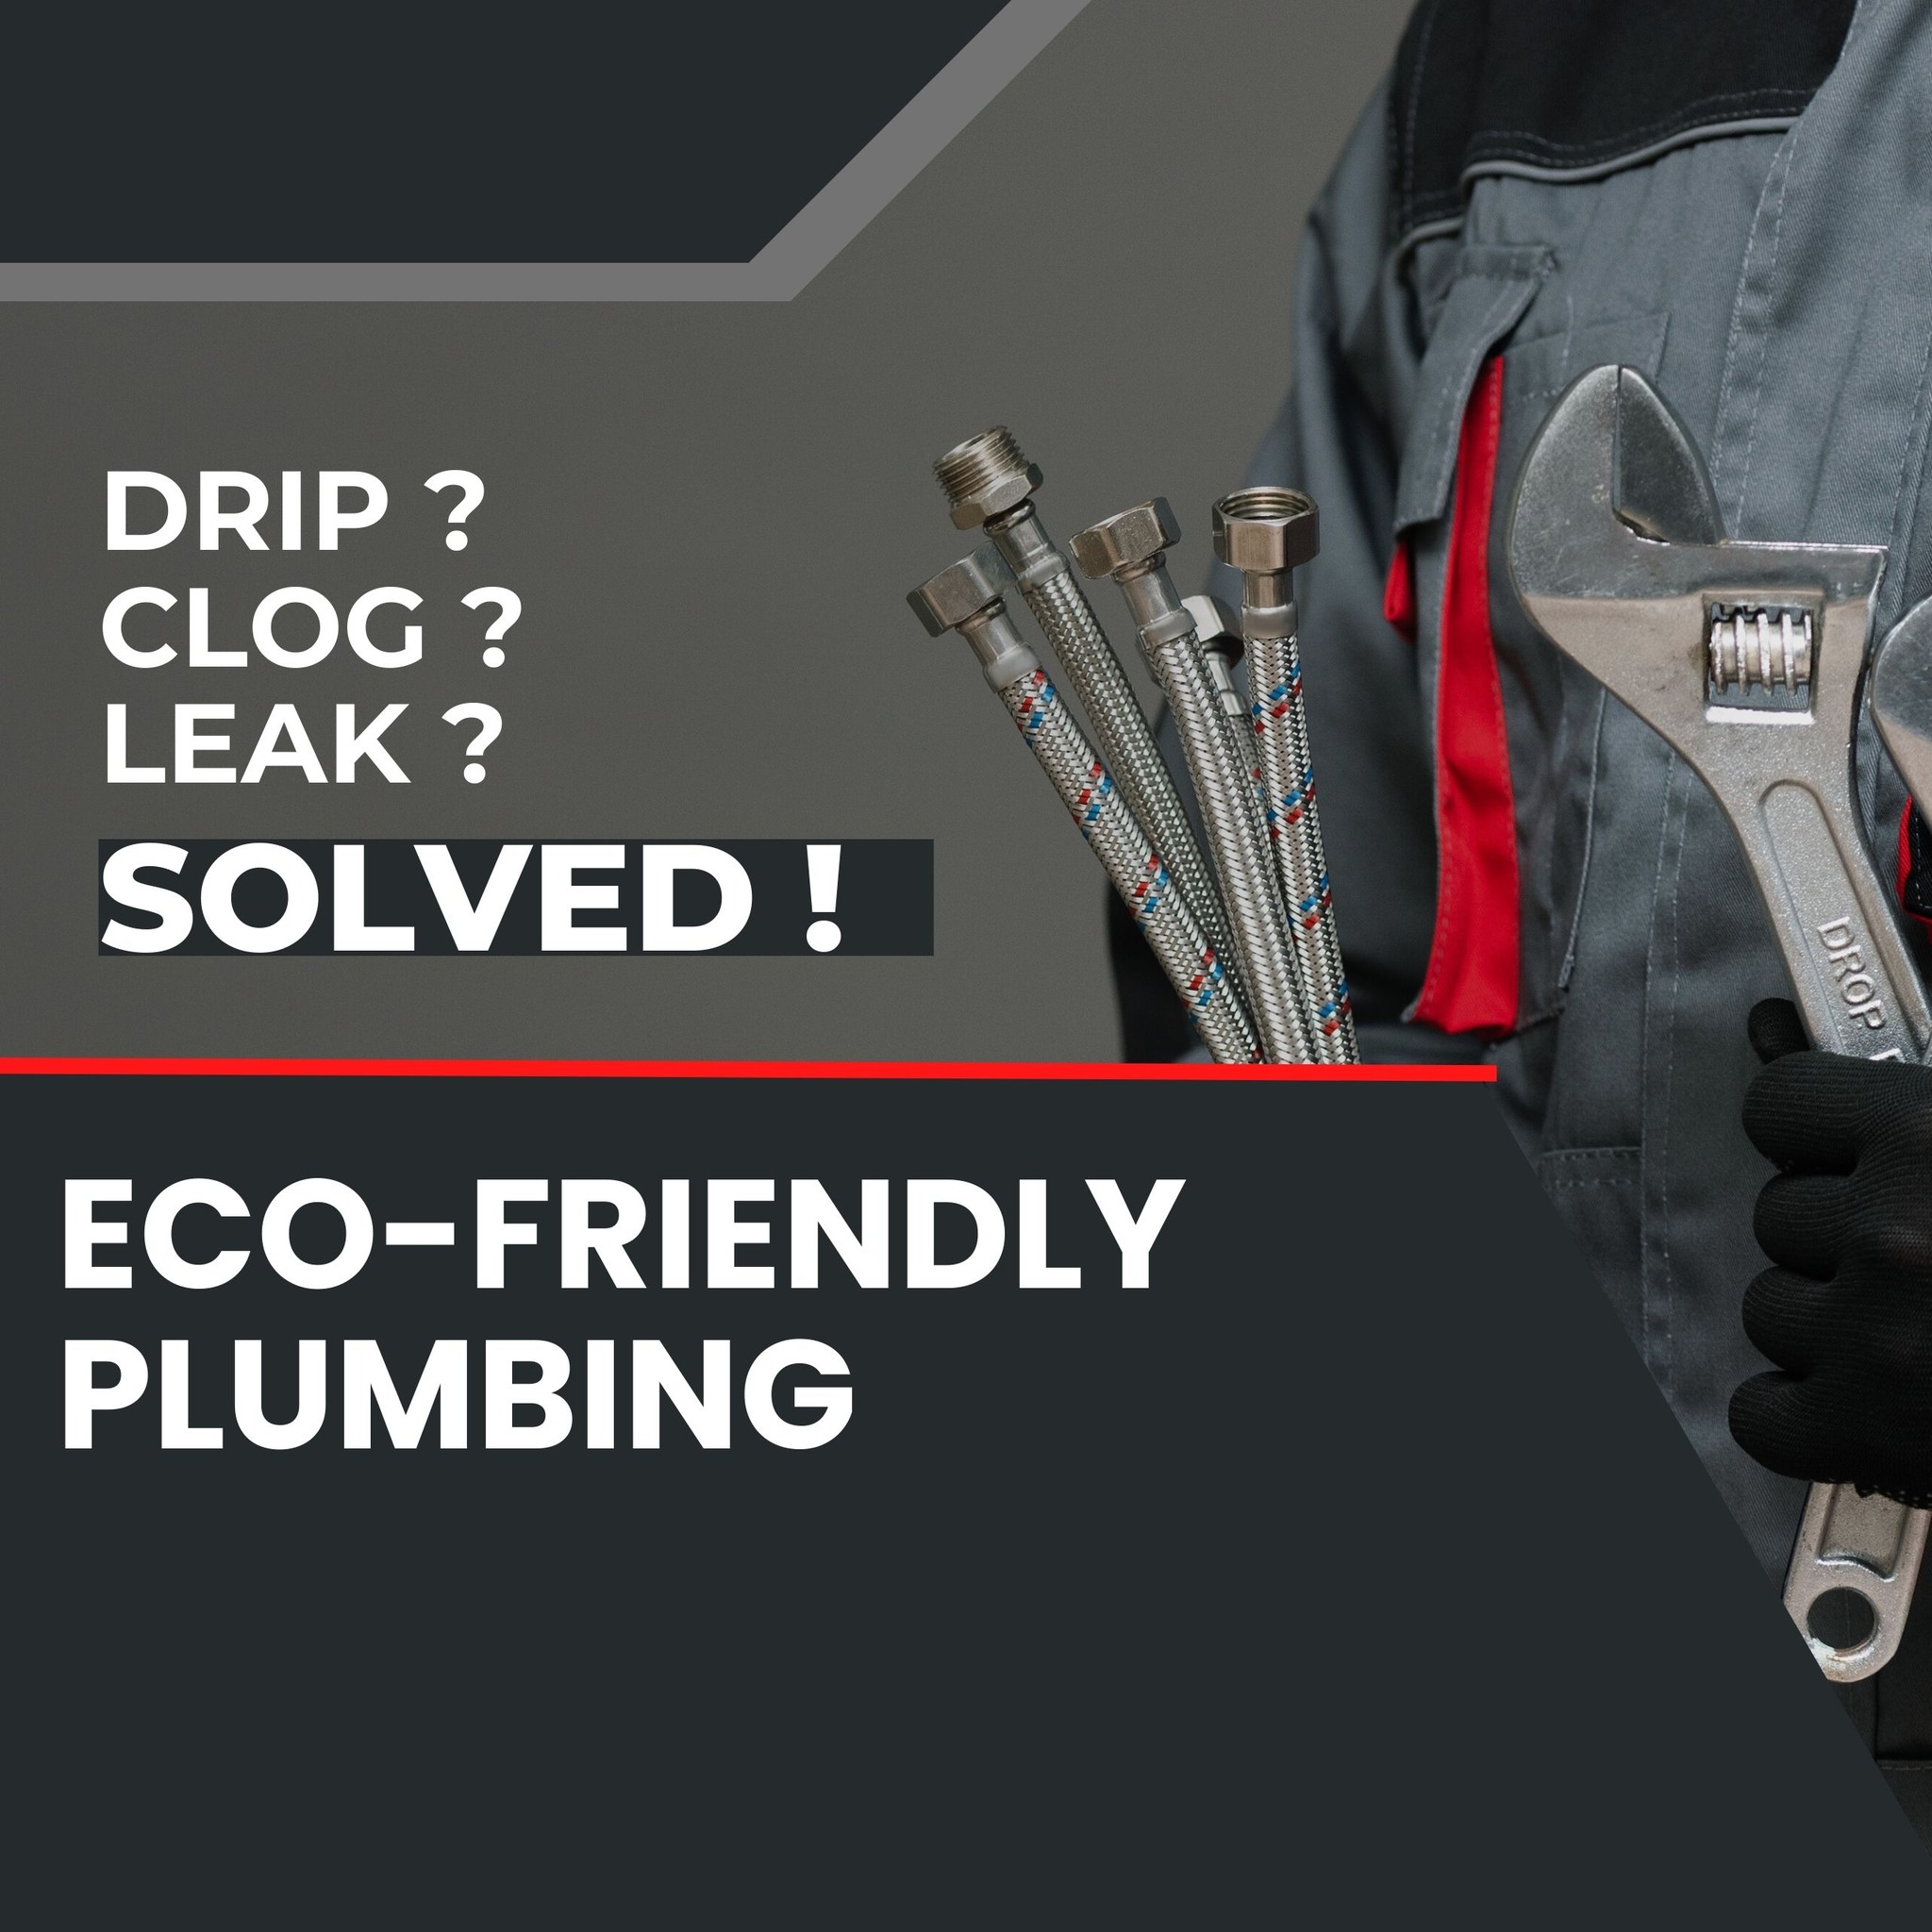 DRIP ?
CLOG ?
LEAK ?
SOLVED !
ECO-FRIENDLY
PLUMBING
DROP